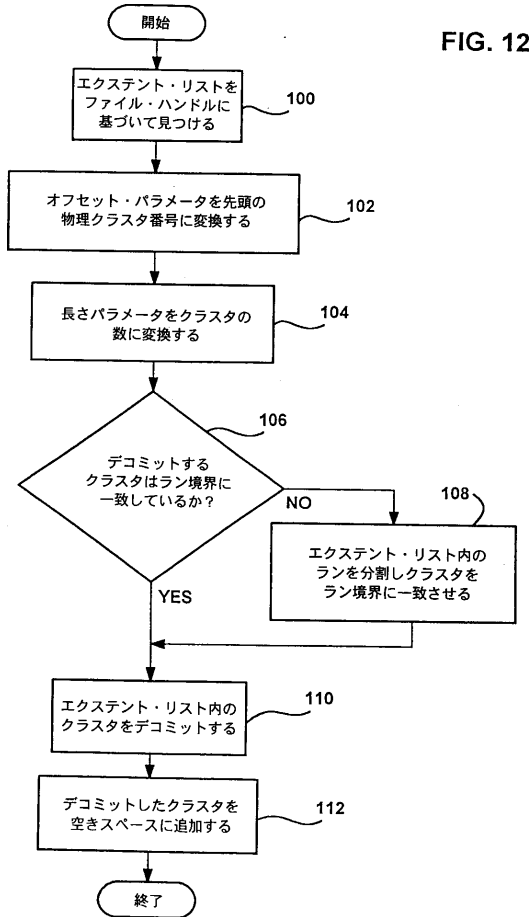 FIG. 12
開始
エクステント・リストを
ファイル・ハンドルに
基づいて見つける
100
オフセット・パラメータを先頭の
物理クラスタ番号に変換する
102
長さパラメータをクラスタの
数に変換する
104
106
デコミットする
クラスタはラン境界に
一致しているか?
NO
108
エクステント・リスト内の
ランを分割しクラスタを
ラン境界に一致させる
YES
エクステント・リスト内の
クラスタをデコミットする
110
デコミットしたクラスタを
空きスペースに追加する
112
終了